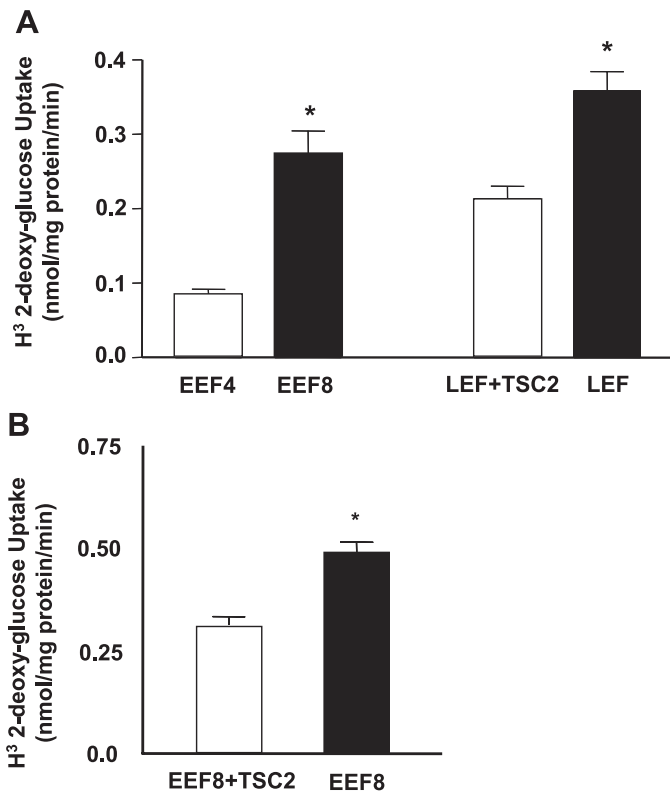 A
H³ 2-deoxy-glucose Uptake
(nmol/mg protein/min)
0.4
0.3
0.2
0.1
0.0
*
*
EEF4 EEF8 LEF+TSC2 LEF
B
H³ 2-deoxy-glucose Uptake
(nmol/mg protein/min)
0.75
0.50
0.25
0.0
*
EEF8+TSC2 EEF8